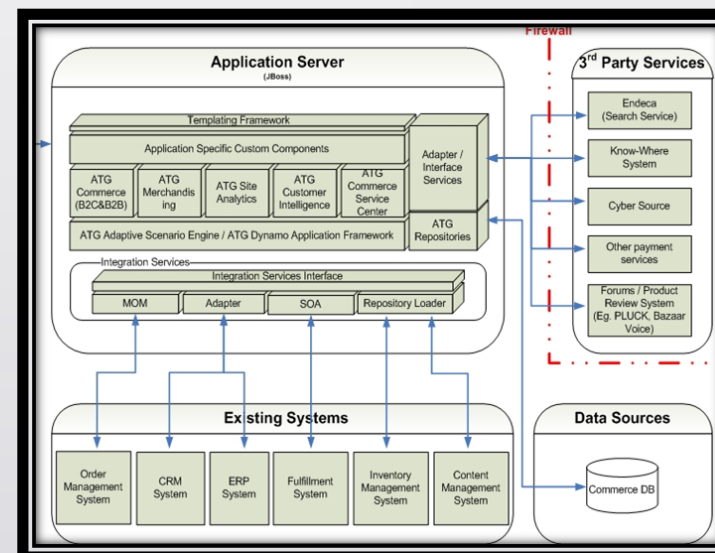 Firewall
Application Server
(JBoss)
3rd Party Services
Templating Framework
Application Specific Custom Components
Adapter /
Interface
Services
ATG
Commerce
(B2C&B2B)
ATG
Merchandis
ing
ATG Site
Analytics
ATG
Customer
Intelligence
ATG
Commerce
Service
Center
ATG Adaptive Scenario Engine / ATG Dynamo Application Framework
ATG
Repositories
Integration Services
Integration Services Interface
MOM
Adapter
SOA
Repository Loader
Endeca
(Search Service)
Know-Where
System
Cyber Source
Other payment
services
Forums / Product
Review System
(Eg. PLUCK, Bazaar
Voice)
Existing Systems
Order
Management
System
CRM
System
ERP
System
Fulfillment
System
Inventory
Management
System
Content
Management
System
Data Sources
Commerce DB